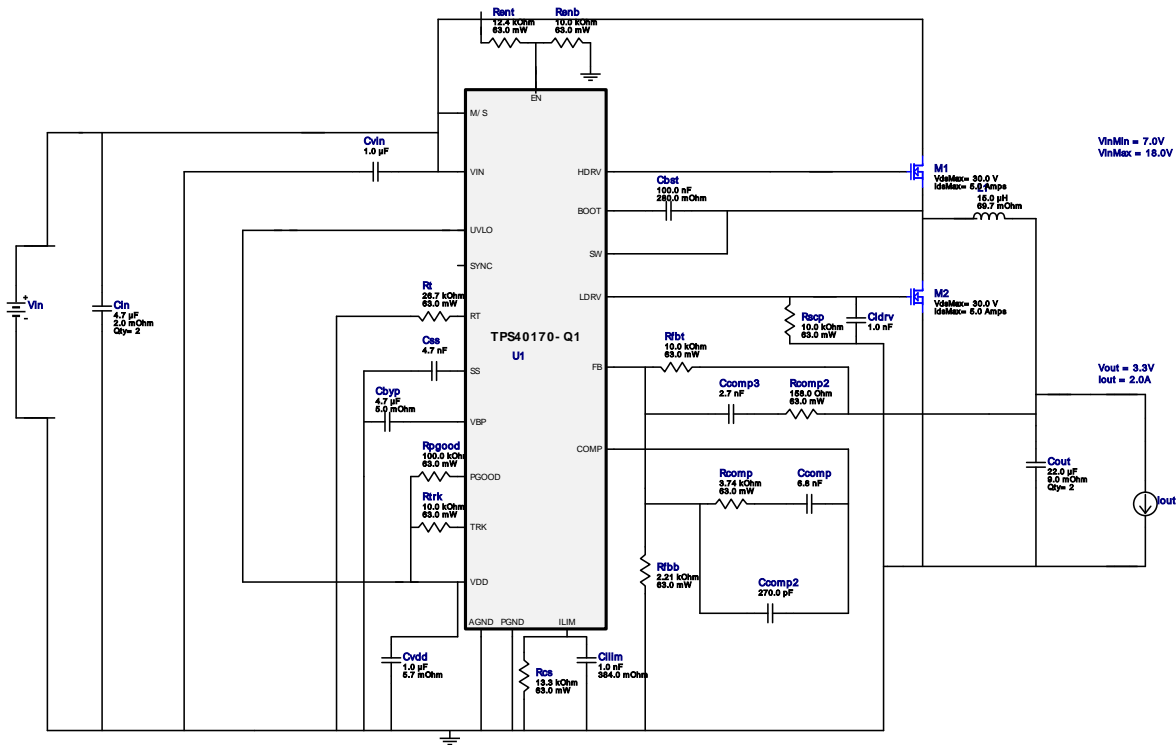 Rent
12.4 kOhm
63.0 mW
Renb
10.0 kOhm
63.0 mW
EN
M/S
Cvin
1.0 µF
VIN
HDRV
M1
VdsMax= 30.0 V
IdsMax= 5.0 Amps
VinMin = 7.0V
VinMax = 18.0V
L1
15.0 µH
69.7 mOhm
Cbst
100.0 nF
280.0 mOhm
BOOT
UVLO
SW
SYNC
Vin
+
-
Cin
4.7 µF
2.0 mOhm
Qty= 2
Rt
26.7 kOhm
63.0 mW
RT
LDRV
M2
VdsMax= 30.0 V
IdsMax= 5.0 Amps
Rscp
10.0 kOhm
63.0 mW
Cldrv
1.0 nF
TPS40170-Q1
U1
Css
4.7 nF
SS
Rfbt
10.0 kOhm
63.0 mW
FB
Vout = 3.3V
Iout = 2.0A
Cbyp
4.7 µF
5.0 mOhm
VBP
Ccomp3
2.7 nF
Rcomp2
158.0 Ohm
63.0 mW
Rpgood
100.0 kOhm
63.0 mW
PGOOD
COMP
Cout
22.0 µF
9.0 mOhm
Qty= 2
Iout
Rcomp
3.74 kOhm
63.0 mW
Ccomp
6.8 nF
Rtrk
10.0 kOhm
63.0 mW
TRK
Rfbb
2.21 kOhm
63.0 mW
VDD
Ccomp2
270.0 pF
AGND
PGND
ILIM
Cvdd
1.0 µF
5.7 mOhm
Rcs
13.3 kOhm
63.0 mW
Cilim
1.0 nF
384.0 mOhm